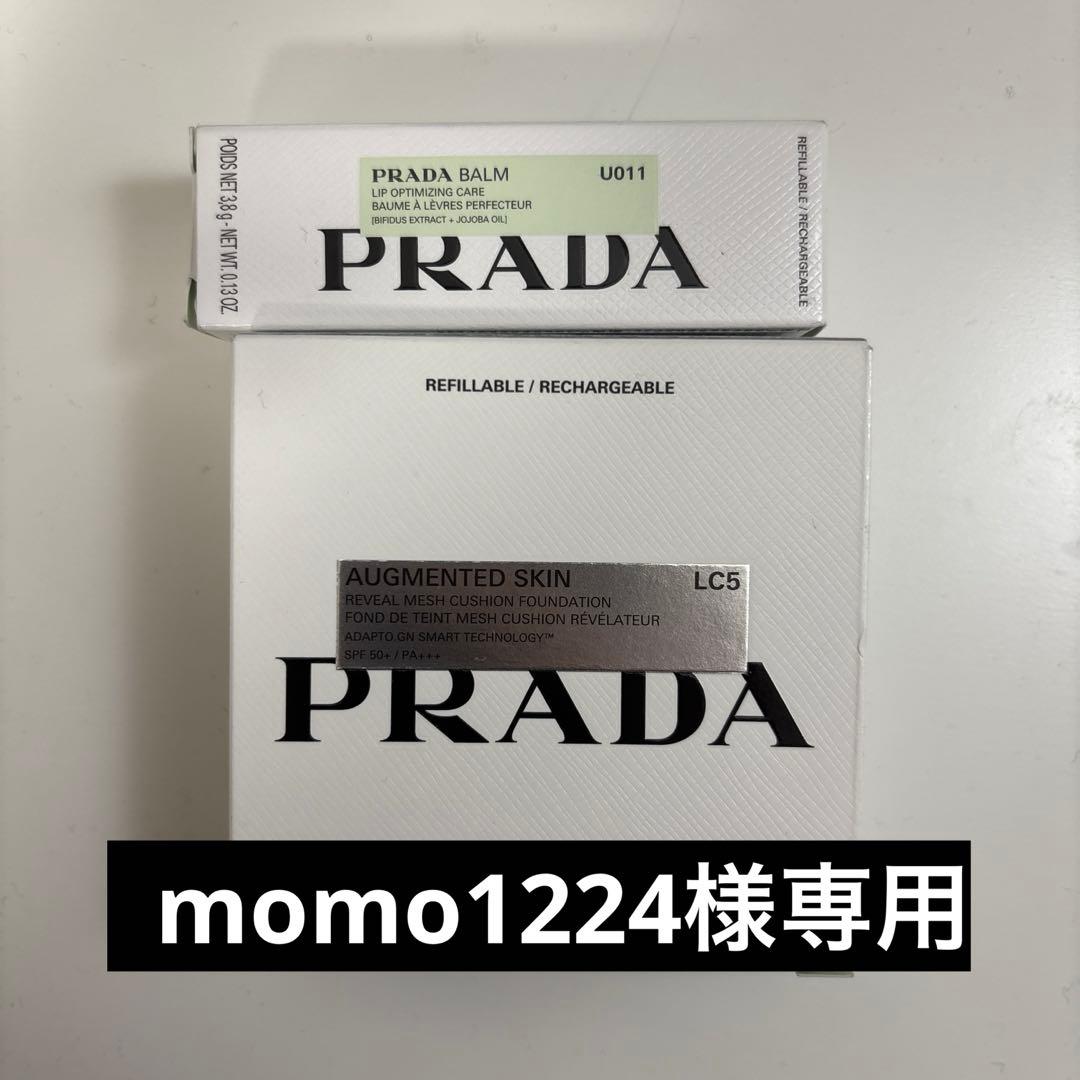 POIDS NET 3,8 g - NET WT. 0.13 OZ.
PRADA BALM U011
LIP OPTIMIZING CARE
BAUME À LÈVRES PERFECTEUR
[BIFIDUS EXTRACT + JOJOBA OIL]
PRADA
REFILLABLE / RECHARGEABLE
REFILLABLE / RECHARGEABLE
AUGMENTED SKIN LC5
REVEAL MESH CUSHION FOUNDATION
FOND DE TEINT MESH CUSHION RÉVÉLATEUR
ADAPTO.GN SMART TECHNOLOGY™
SPF 50+ / PA+++
PRADA
momo1224様専用